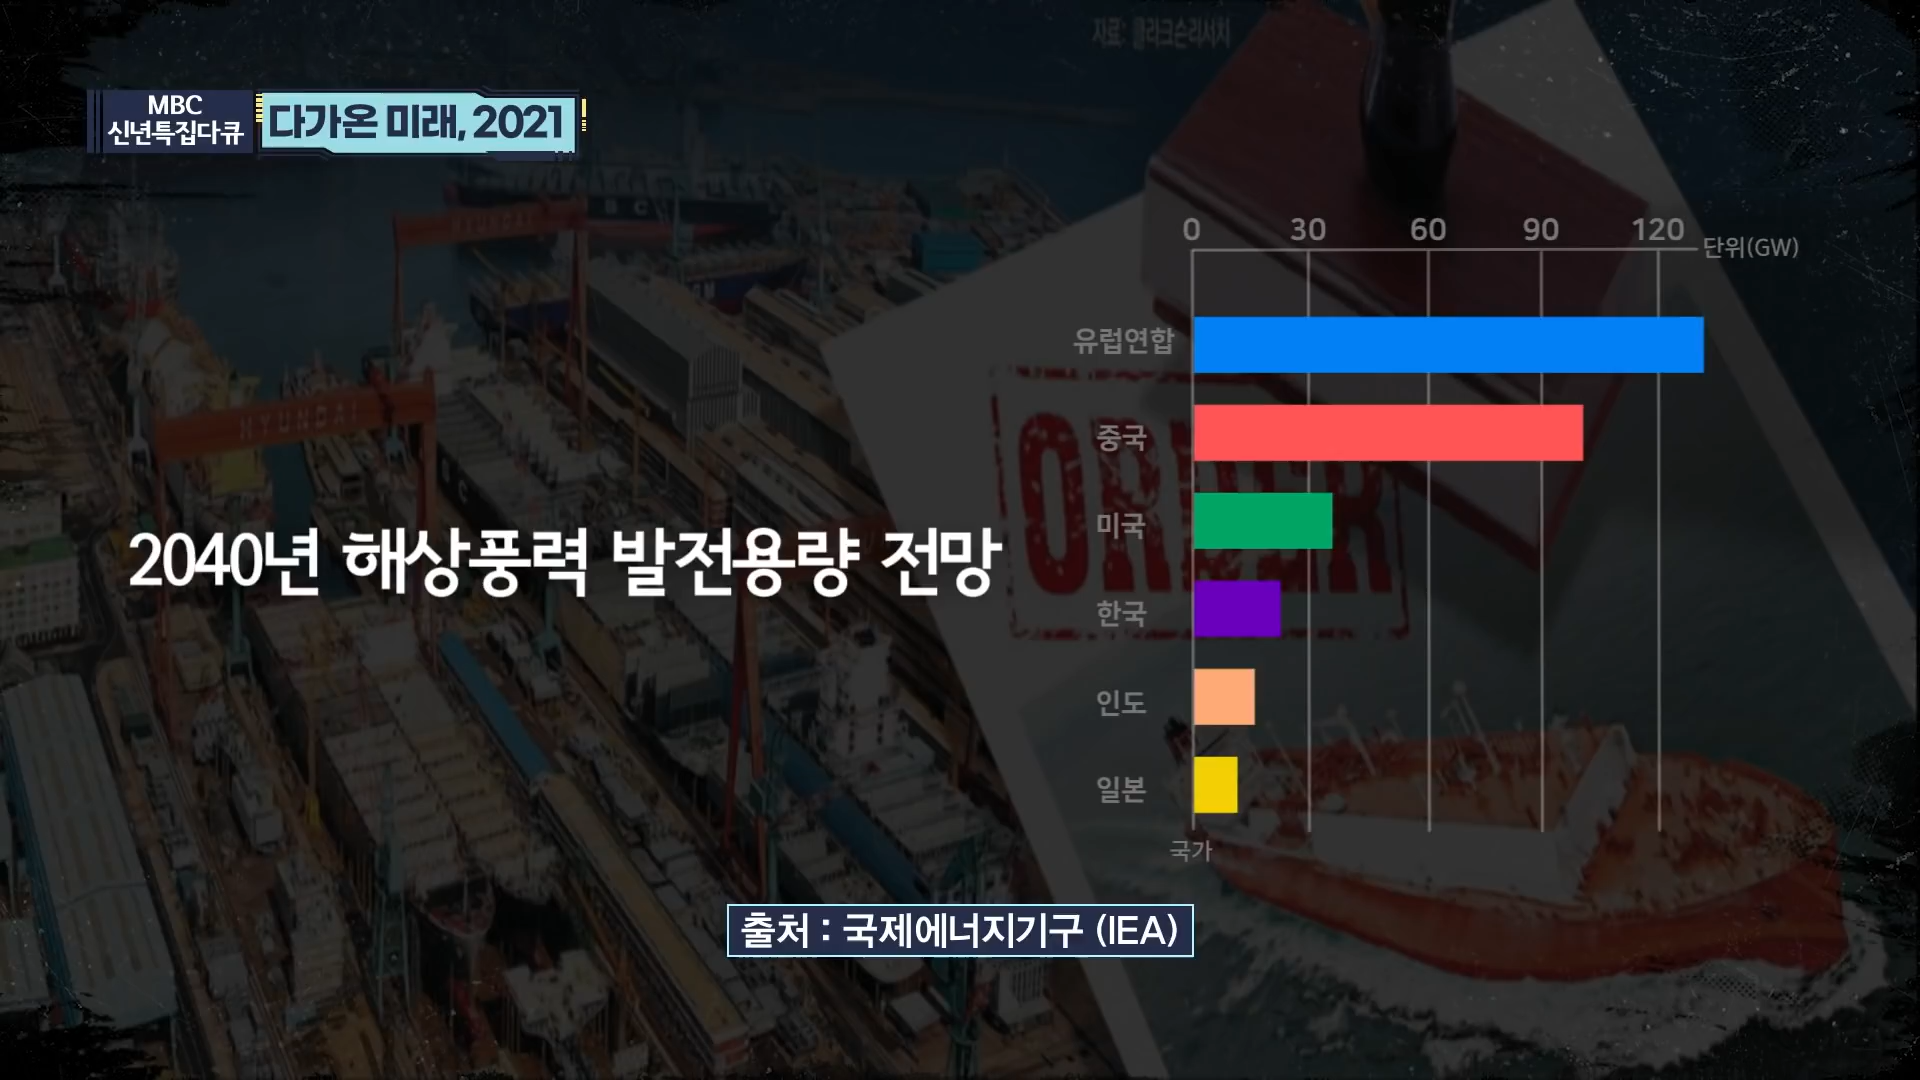 자료: 클라크슨리서치
MBC
신년특집다큐
다가온 미래, 2021
0 30 60 90 120
단위(GW)
유럽연합
중국
미국
한국
인도
일본
국가
2040년 해상풍력 발전용량 전망
HYUNDAI
HYUNDAI
ORDER
출처 : 국제에너지기구 (IEA)